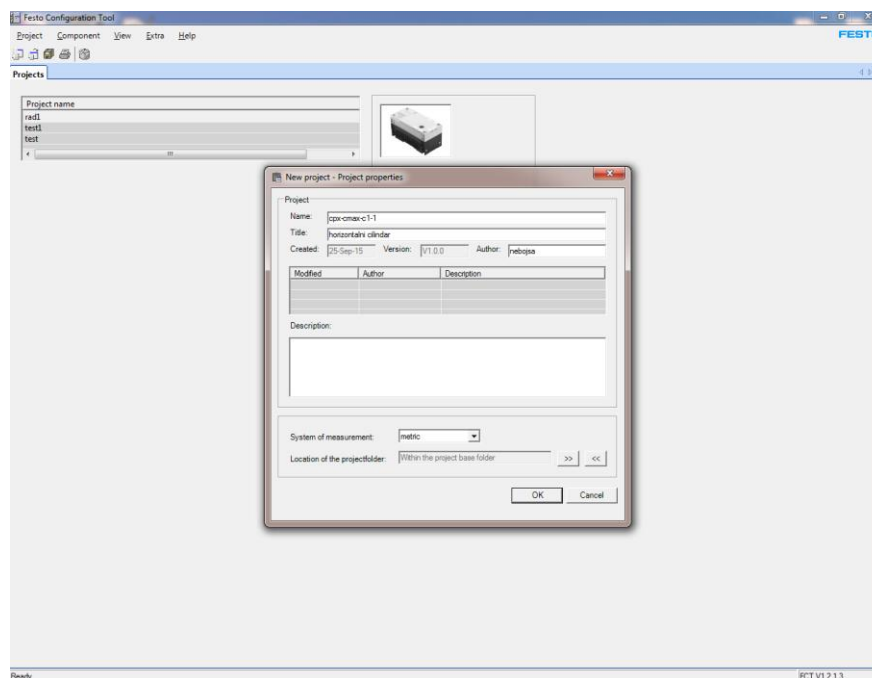 Festo Configuration Tool
Project Component View Extra Help
FEST
Projects
Project name
rad1
test1
test
New project - Project properties
Project
Name: cpx-cmax-c1-1
Title: horizontalni cilindar
Created: 25-Sep-15 Version: V1.0.0 Author: nebojsa
Modified Author Description
Description:
System of measurement: metric
Location of the projectfolder: Within the project base folder >> <<
OK Cancel
Ready FCT V1.2.1.3